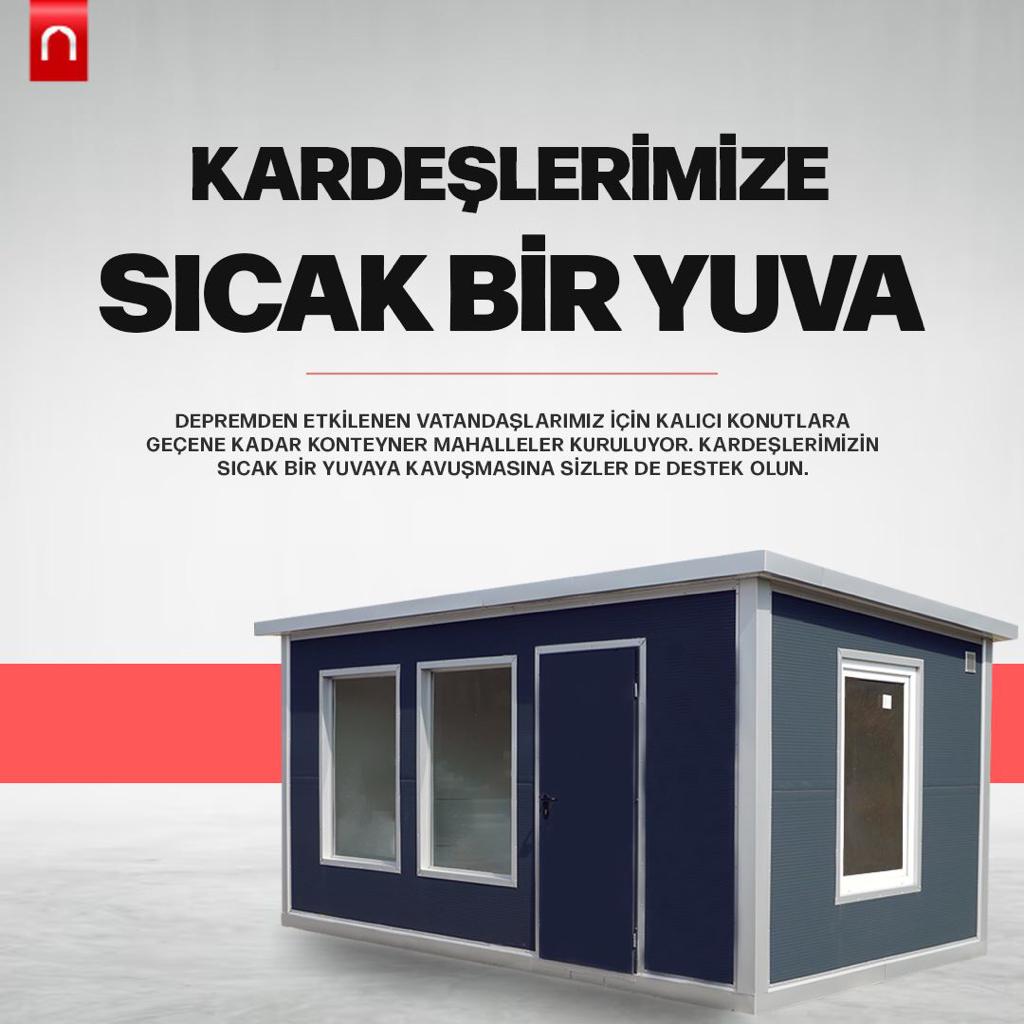 KARDEŞLERİMİZE
SICAK BİR YUVA
DEPREMDEN ETKİLENEN VATANDAŞLARIMIZ İÇİN KALICI KONUTLARA
GEÇENE KADAR KONTEYNER MAHALLELER KURULUYOR. KARDEŞLERİMİZİN
SICAK BİR YUVAYA KAVUŞMASINA SİZLER DE DESTEK OLUN.